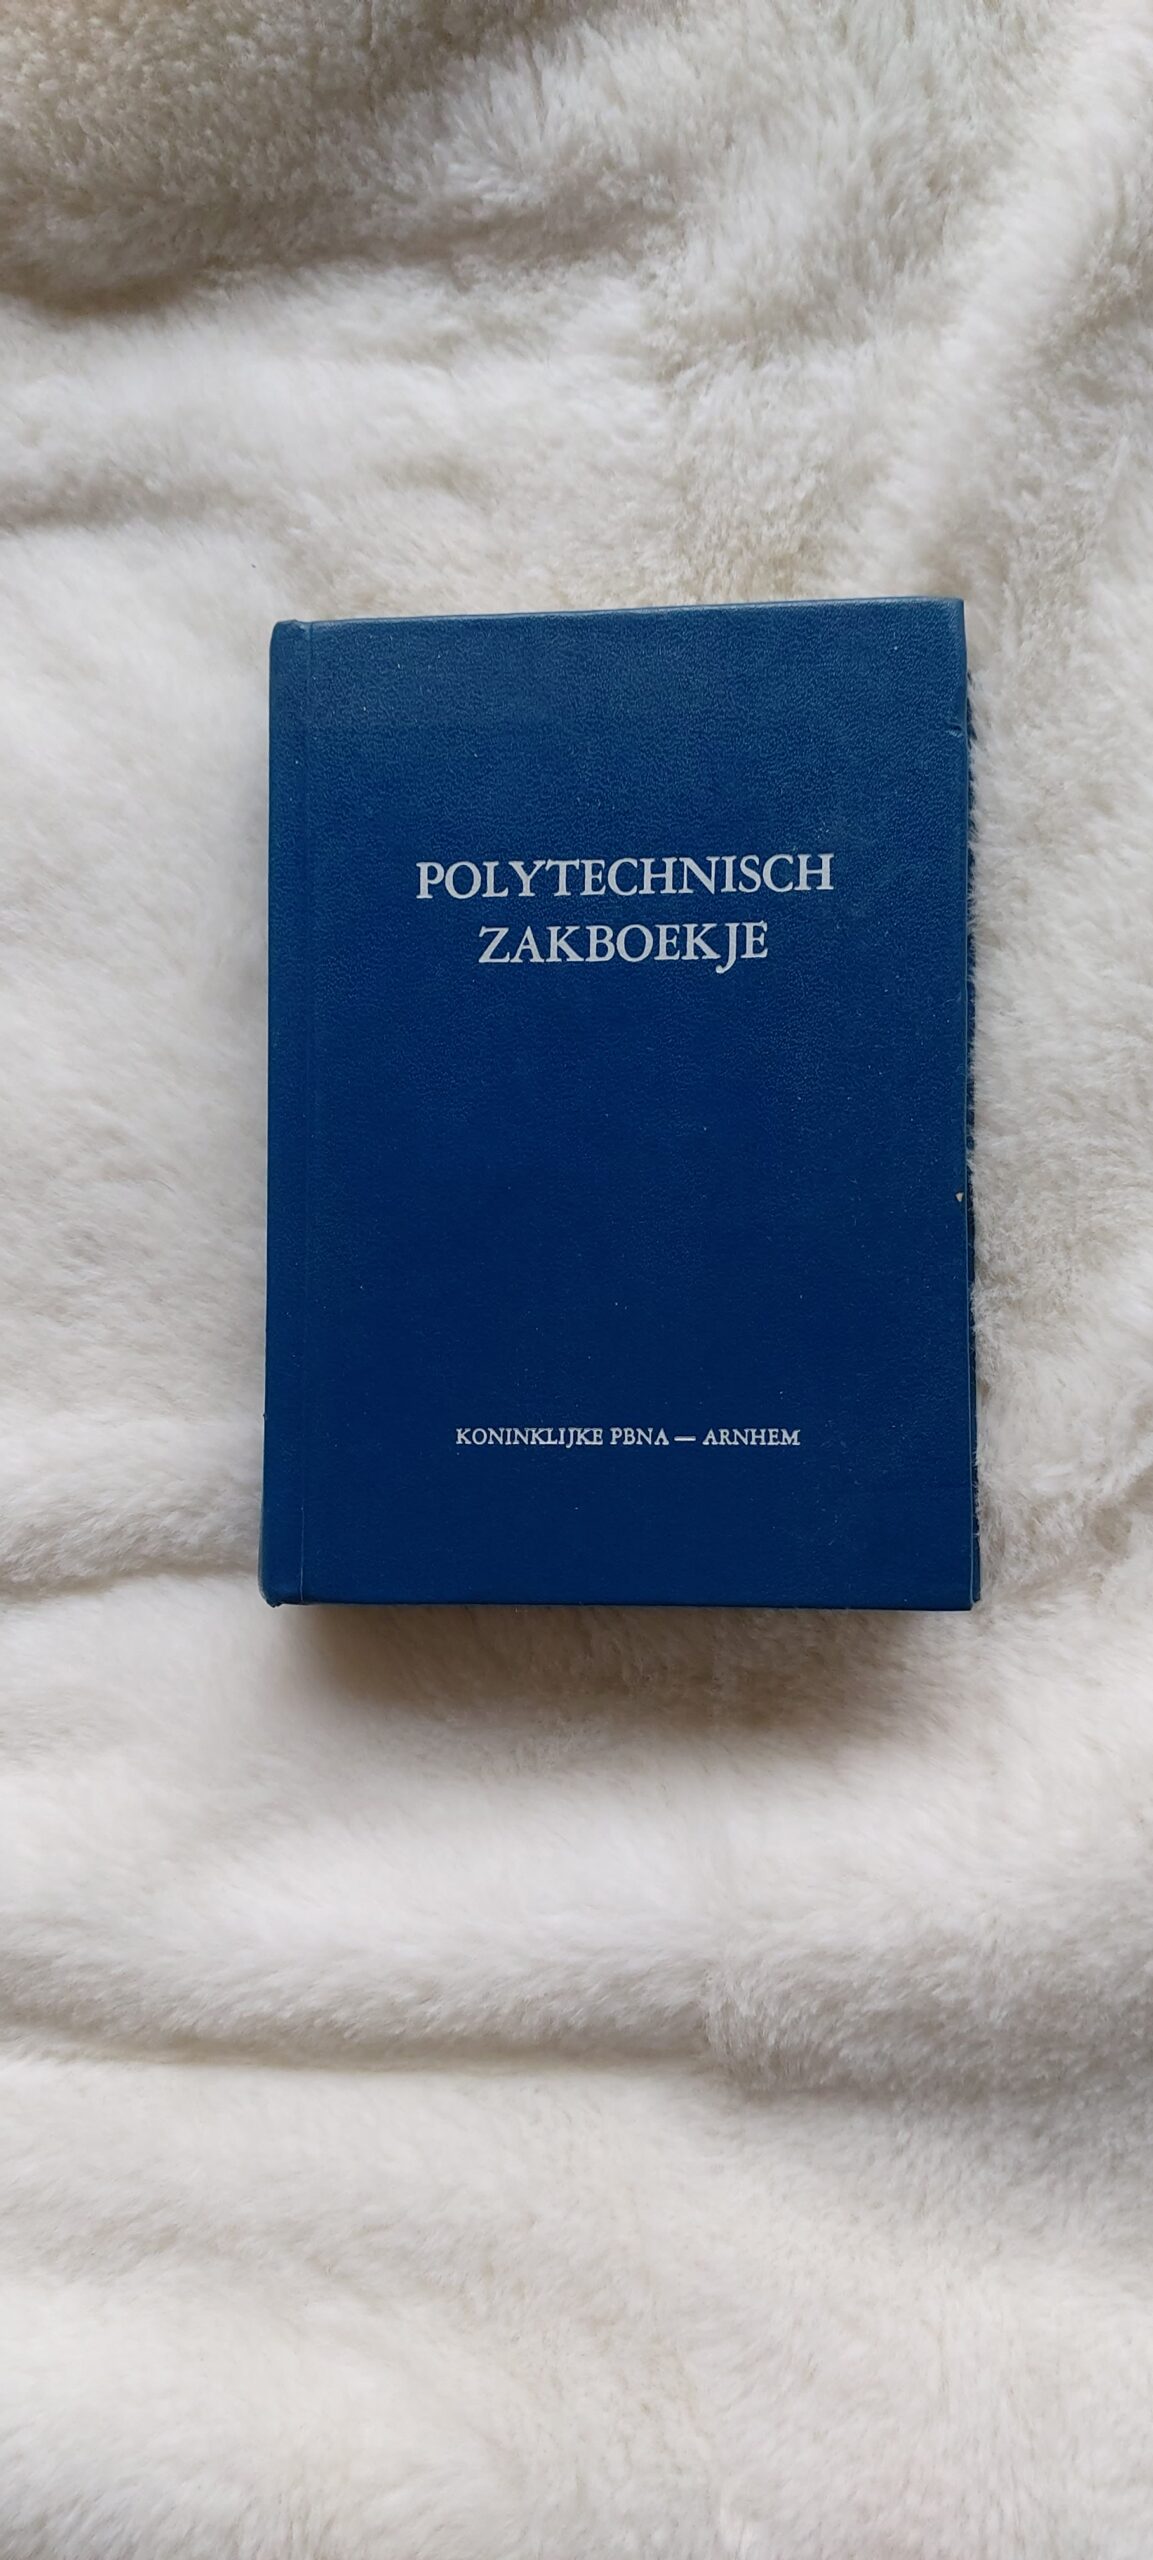 POLYTECHNISCH
ZAKBOEKJE
KONINKLIJKE PBNA — ARNHEM